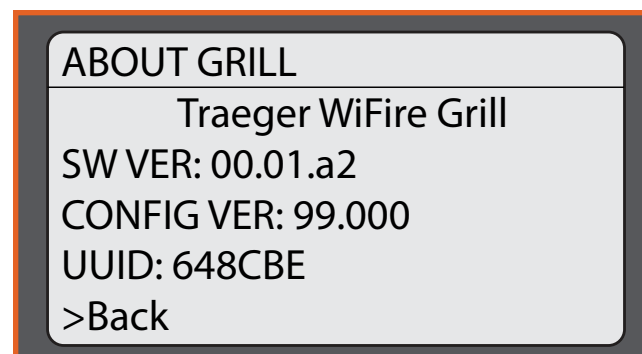 ABOUT GRILL
Traeger WiFire Grill
SW VER: 00.01.a2
CONFIG VER: 99.000
UUID: 648CBE
>Back